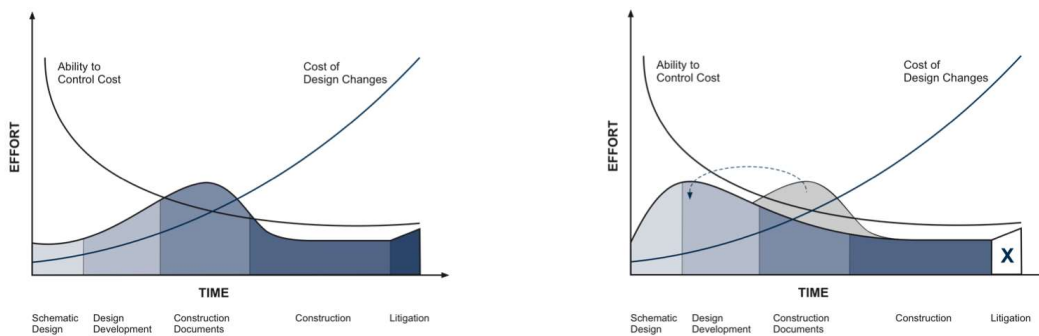 Ability to
Control Cost
Cost of
Design Changes
EFFORT
TIME
Schematic
Design
Design
Development
Construction
Documents
Construction
Litigation
Ability to
Control Cost
Cost of
Design Changes
EFFORT
X
TIME
Schematic
Design
Design
Development
Construction
Documents
Construction
Litigation